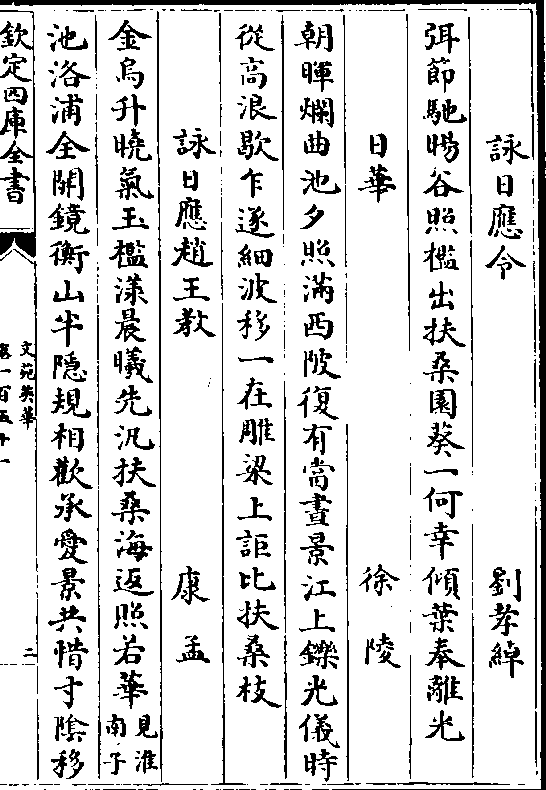 詠日應令 劉孝綽
弭節馳暘谷照檻出扶桑園葵一何幸傾葉奉離光
日華 徐陵
朝暉爛曲池夕照滿西陂復有當晝景江上鑠光儀時
從高浪歇乍逐細波移一在雕梁上詎比扶桑枝
詠日應趙王教 康孟
金烏升曉氣玉檻漾晨曦先汎扶桑海返照若華見淮南子
池洛浦全開鏡衡山半隱規相歡承愛景共惜寸陰移
欽定四庫全書
文苑英華
卷一百五十一
二